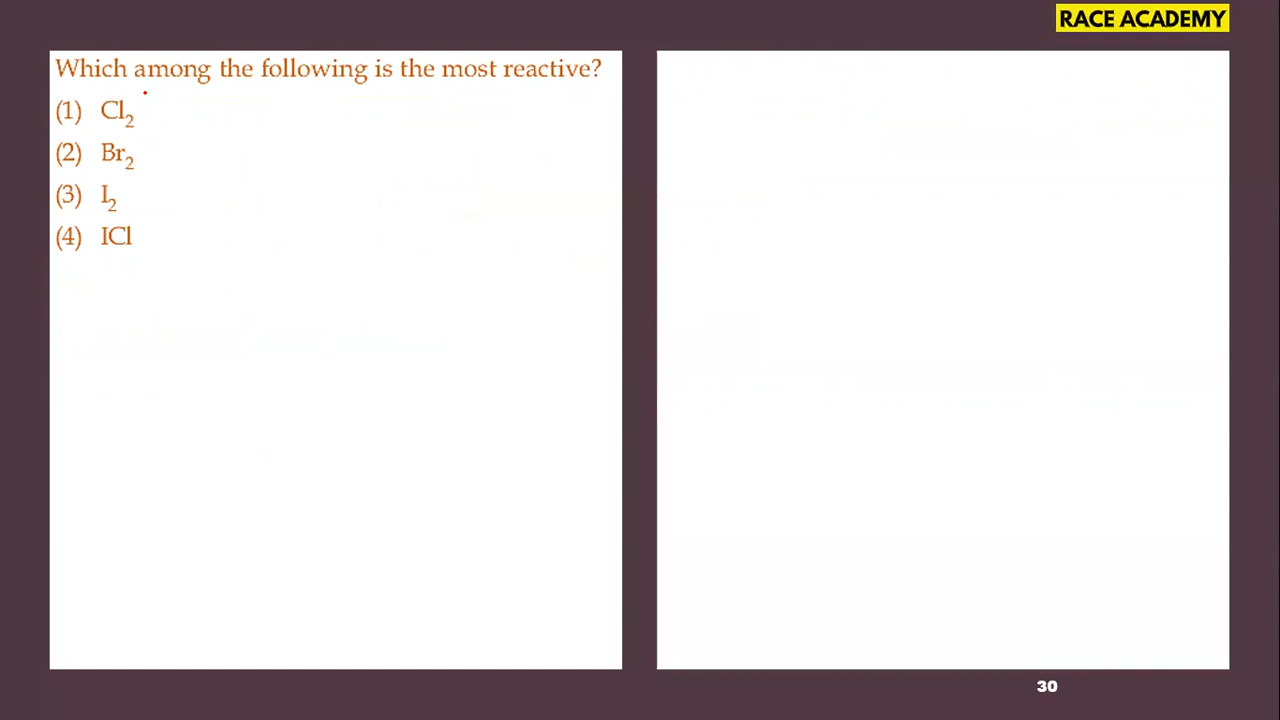 RACE ACADEMY
Which among the following is the most reactive?
(1) Cl₂
(2) Br₂
(3) I₂
(4) ICl
30